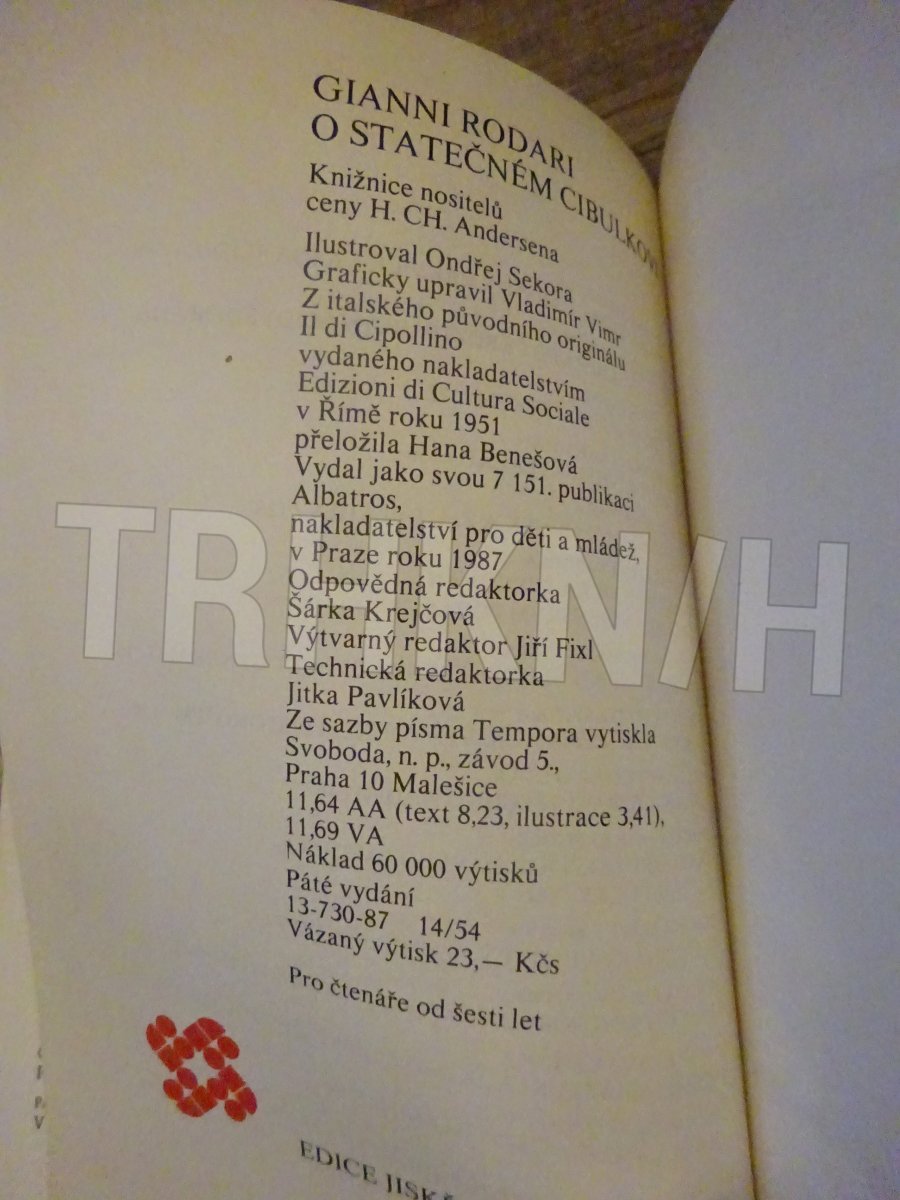 GIANNI RODARI
O STATEČNÉM CIBULKOVI
Knižnice nositelů
ceny H. CH. Andersena
Ilustroval Ondřej Sekora
Graficky upravil Vladimír Vimr
Z italského původního originálu
Il di Cipollino
vydaného nakladatelstvím
Edizioni di Cultura Sociale
v Římě roku 1951
přeložila Hana Benešová
Vydal jako svou 7 151. publikaci
Albatros,
nakladatelství pro děti a mládež,
v Praze roku 1987
Odpovědná redaktorka
Šárka Krejčová
Výtvarný redaktor Jiří Fixl
Technická redaktorka
Jitka Pavlíková
Ze sazby písma Tempora vytiskla
Svoboda, n. p., závod 5.,
Praha 10 Malešice
11,64 AA (text 8,23, ilustrace 3,41),
11,69 VA
Náklad 60 000 výtisků
Páté vydání
13-730-87 14/54
Vázaný výtisk 23,— Kčs
Pro čtenáře od šesti let
EDICE
TRHKNIH